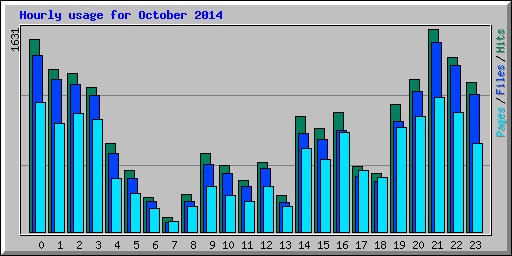 Hourly usage for October 2014
1631
Pages/Files/Hits
0 1 2 3 4 5 6 7 8 9 10 11 12 13 14 15 16 17 18 19 20 21 22 23